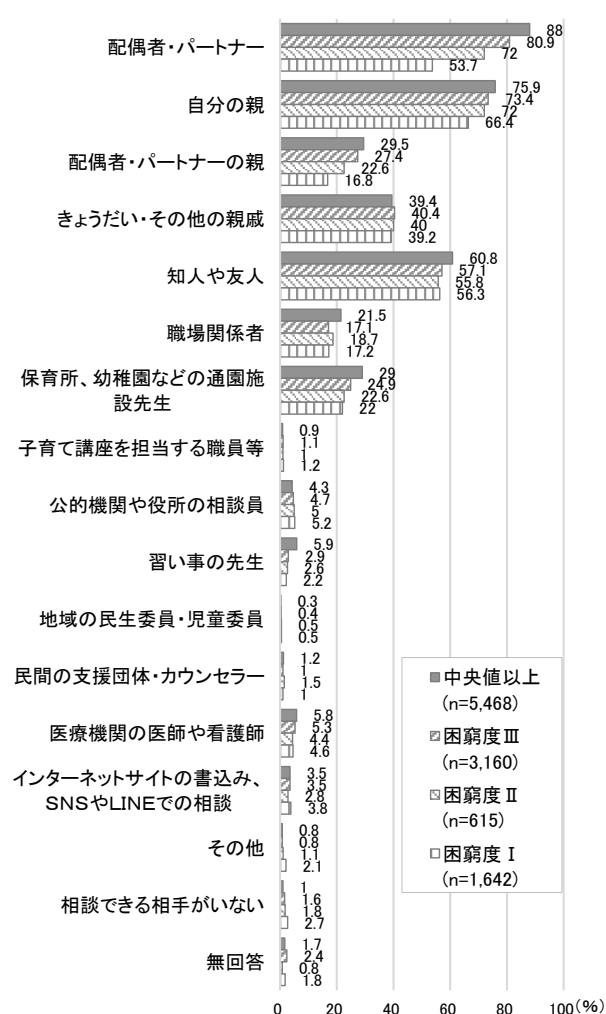 配偶者・パートナー
88
80.9
72
53.7
自分の親
75.9
73.4
72
66.4
配偶者・パートナーの親
29.5
27.4
22.6
16.8
きょうだい・その他の親戚
39.4
40.4
40
39.2
知人や友人
60.8
57.1
55.8
56.3
職場関係者
21.5
17.1
18.7
17.2
保育所、幼稚園などの通園施
設先生
29
24.9
22.6
22
子育て講座を担当する職員等
0.9
1.1
1
1.2
公的機関や役所の相談員
4.3
4.7
5
5.2
習い事の先生
5.9
2.9
2.6
2.2
地域の民生委員・児童委員
0.3
0.4
0.5
0.5
民間の支援団体・カウンセラー
1.2
1
1.5
1
医療機関の医師や看護師
5.8
5.3
4.4
4.6
インターネットサイトの書込み、
SNSやLINEでの相談
3.5
3.5
2.8
3.8
その他
0.8
0.8
1.1
2.1
相談できる相手がいない
1
1.6
1.8
2.7
無回答
1.7
2.4
0.8
1.8
中央値以上
(n=5,468)
困窮度Ⅲ
(n=3,160)
困窮度Ⅱ
(n=615)
困窮度Ⅰ
(n=1,642)
0 20 40 60 80 100(%)